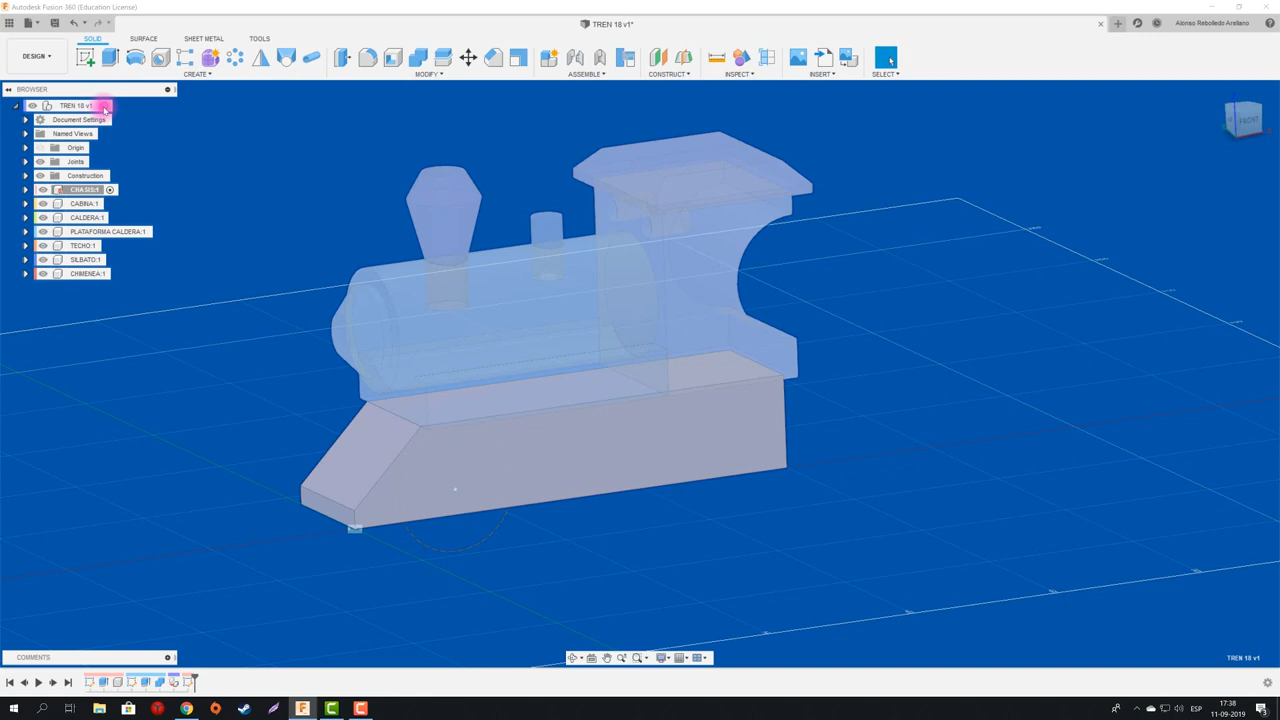 Autodesk Fusion 360 (Education License)
TREN 18 v1*
Alonso Rebolledo Arellano
DESIGN
SOLID
SURFACE
SHEET METAL
TOOLS
CREATE
MODIFY
ASSEMBLE
CONSTRUCT
INSPECT
INSERT
SELECT
BROWSER
TREN 18 v1
Document Settings
Named Views
Origin
Joints
Construction
CHASIS:1
CABINA:1
CALDERA:1
PLATAFORMA CALDERA:1
TECHO:1
SILBATO:1
CHIMENEA:1
FRONT
COMMENTS
TREN 18 v1
ESP
17:38
11-09-2019
3